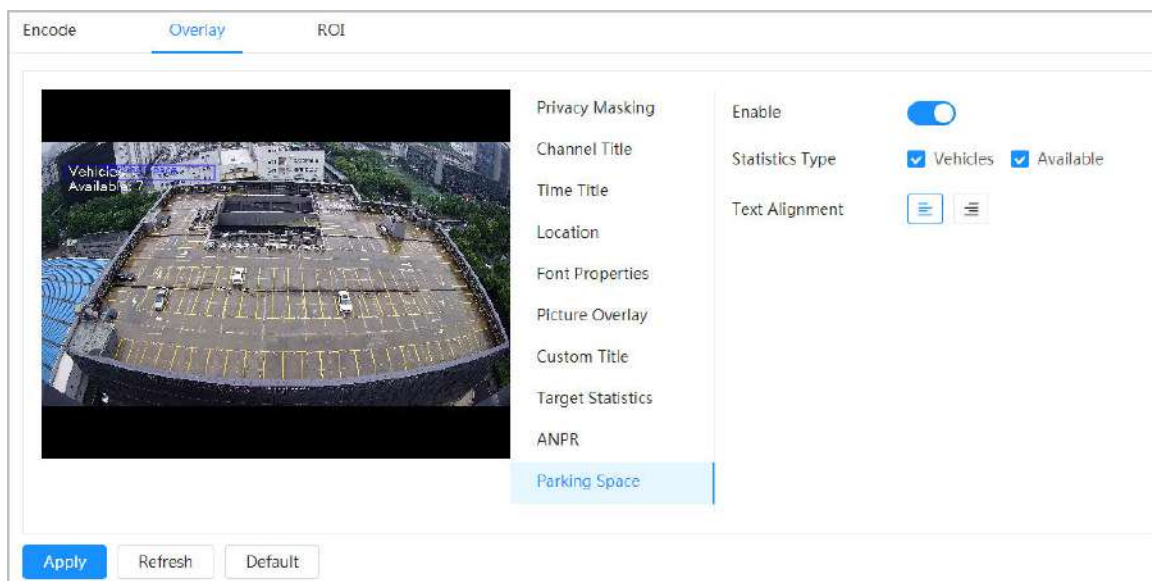 Encode Overlay ROI
Vehicles
Available: 7
Privacy Masking
Channel Title
Time Title
Location
Font Properties
Picture Overlay
Custom Title
Target Statistics
ANPR
Parking Space
Enable
Statistics Type Vehicles Available
Text Alignment
Apply Refresh Default